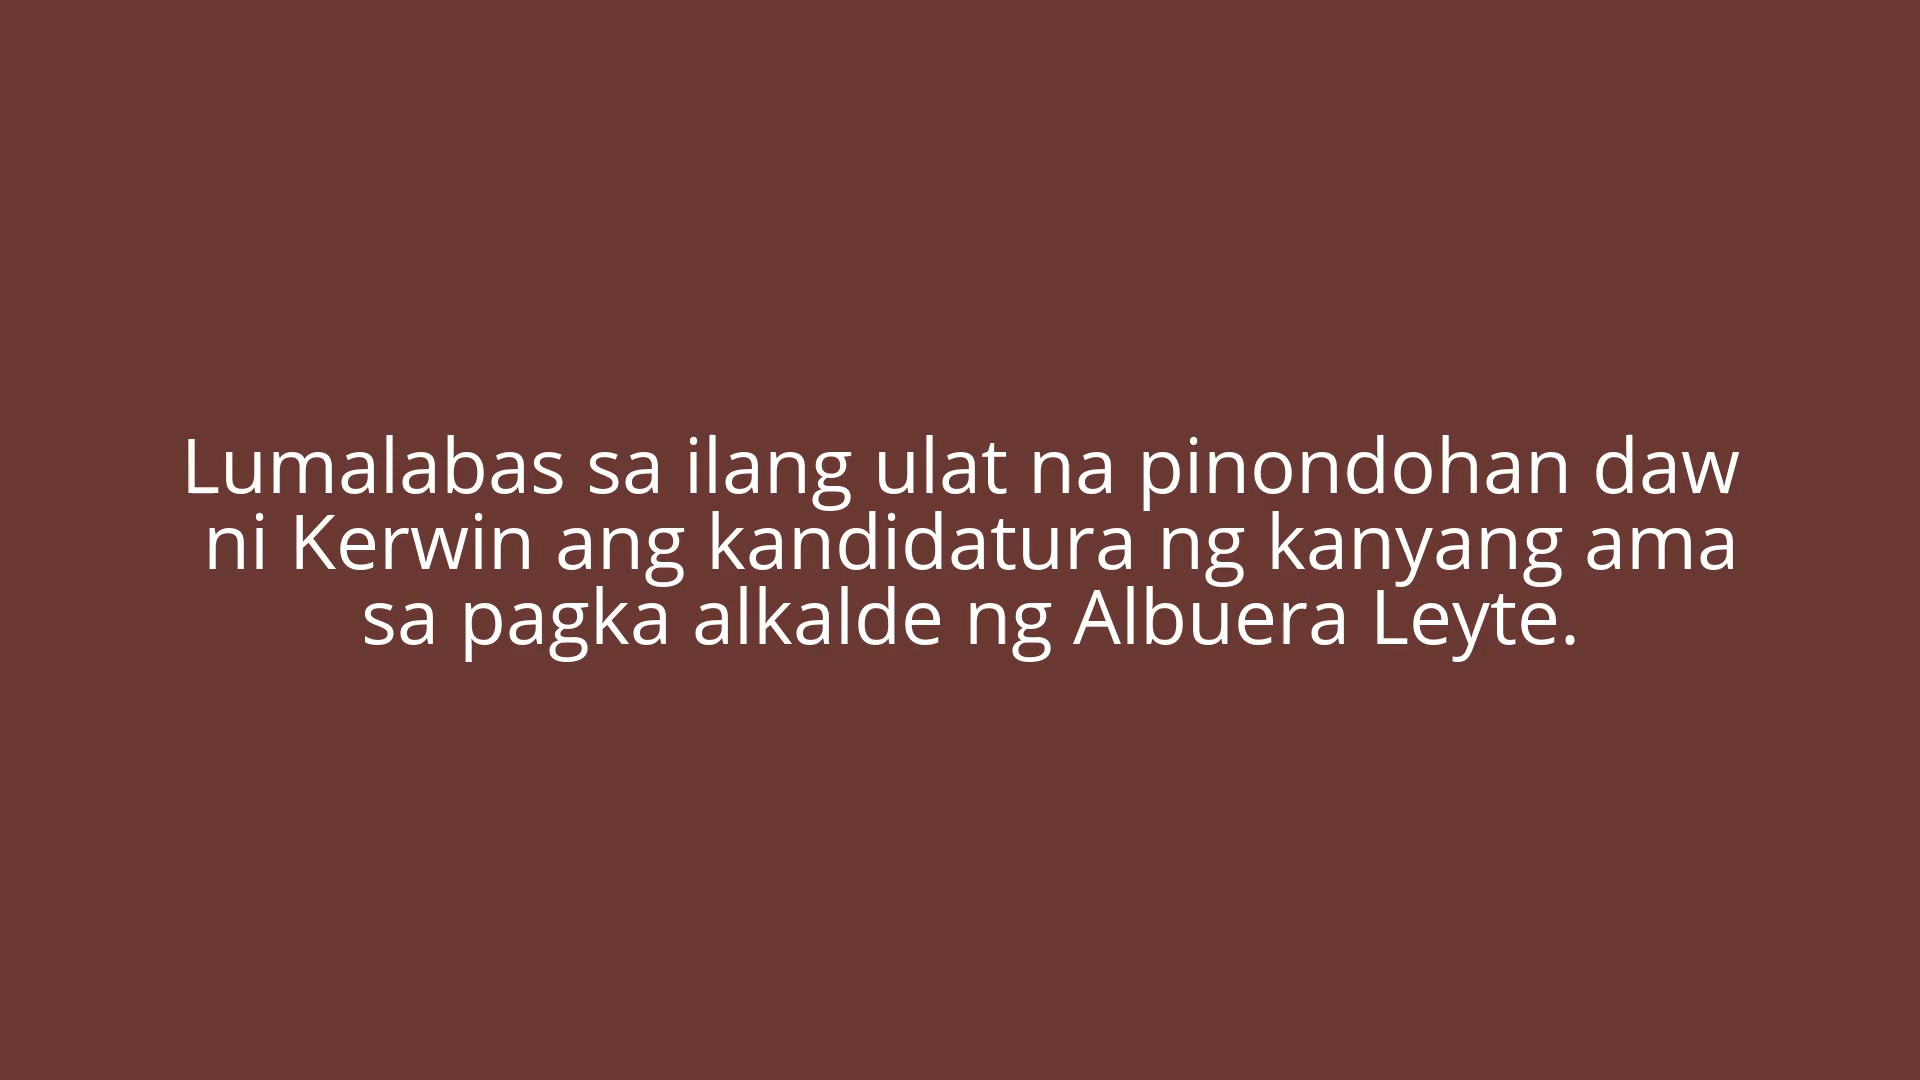 Lumalabas sa ilang ulat na pinondohan daw
ni Kerwin ang kandidatura ng kanyang ama
sa pagka alkalde ng Albuera Leyte.